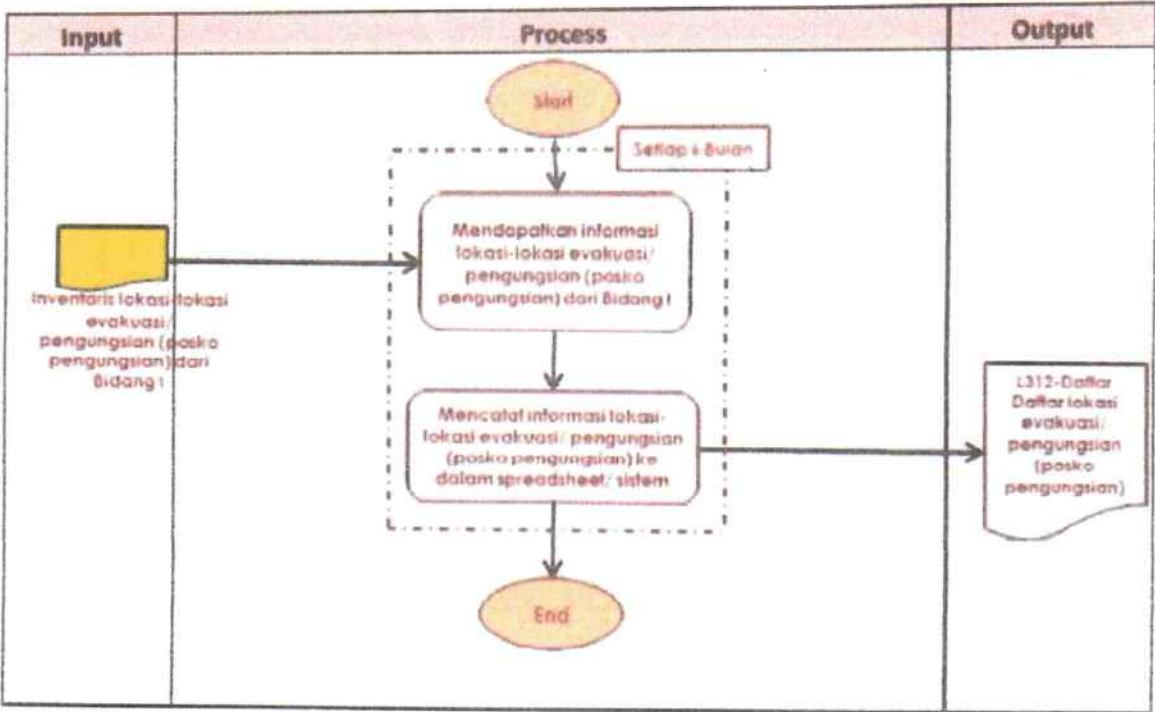 Input
Process
Output
Start
Setiap 6 Bulan
Mendapatkan informasi
lokasi-lokasi evakuasi/
pengungsian (posko
pengungsian) dari Bidang I
Inventaris lokasi-lokasi
evakuasi/
pengungsian (posko
pengungsian) dari
Bidang I
Mencatat informasi lokasi-
lokasi evakuasi/ pengungsian
(posko pengungsian) ke
dalam spreadsheet/ sistem
L312-Daftar
Daftar lokasi
evakuasi/
pengungsian
(posko
pengungsian)
End